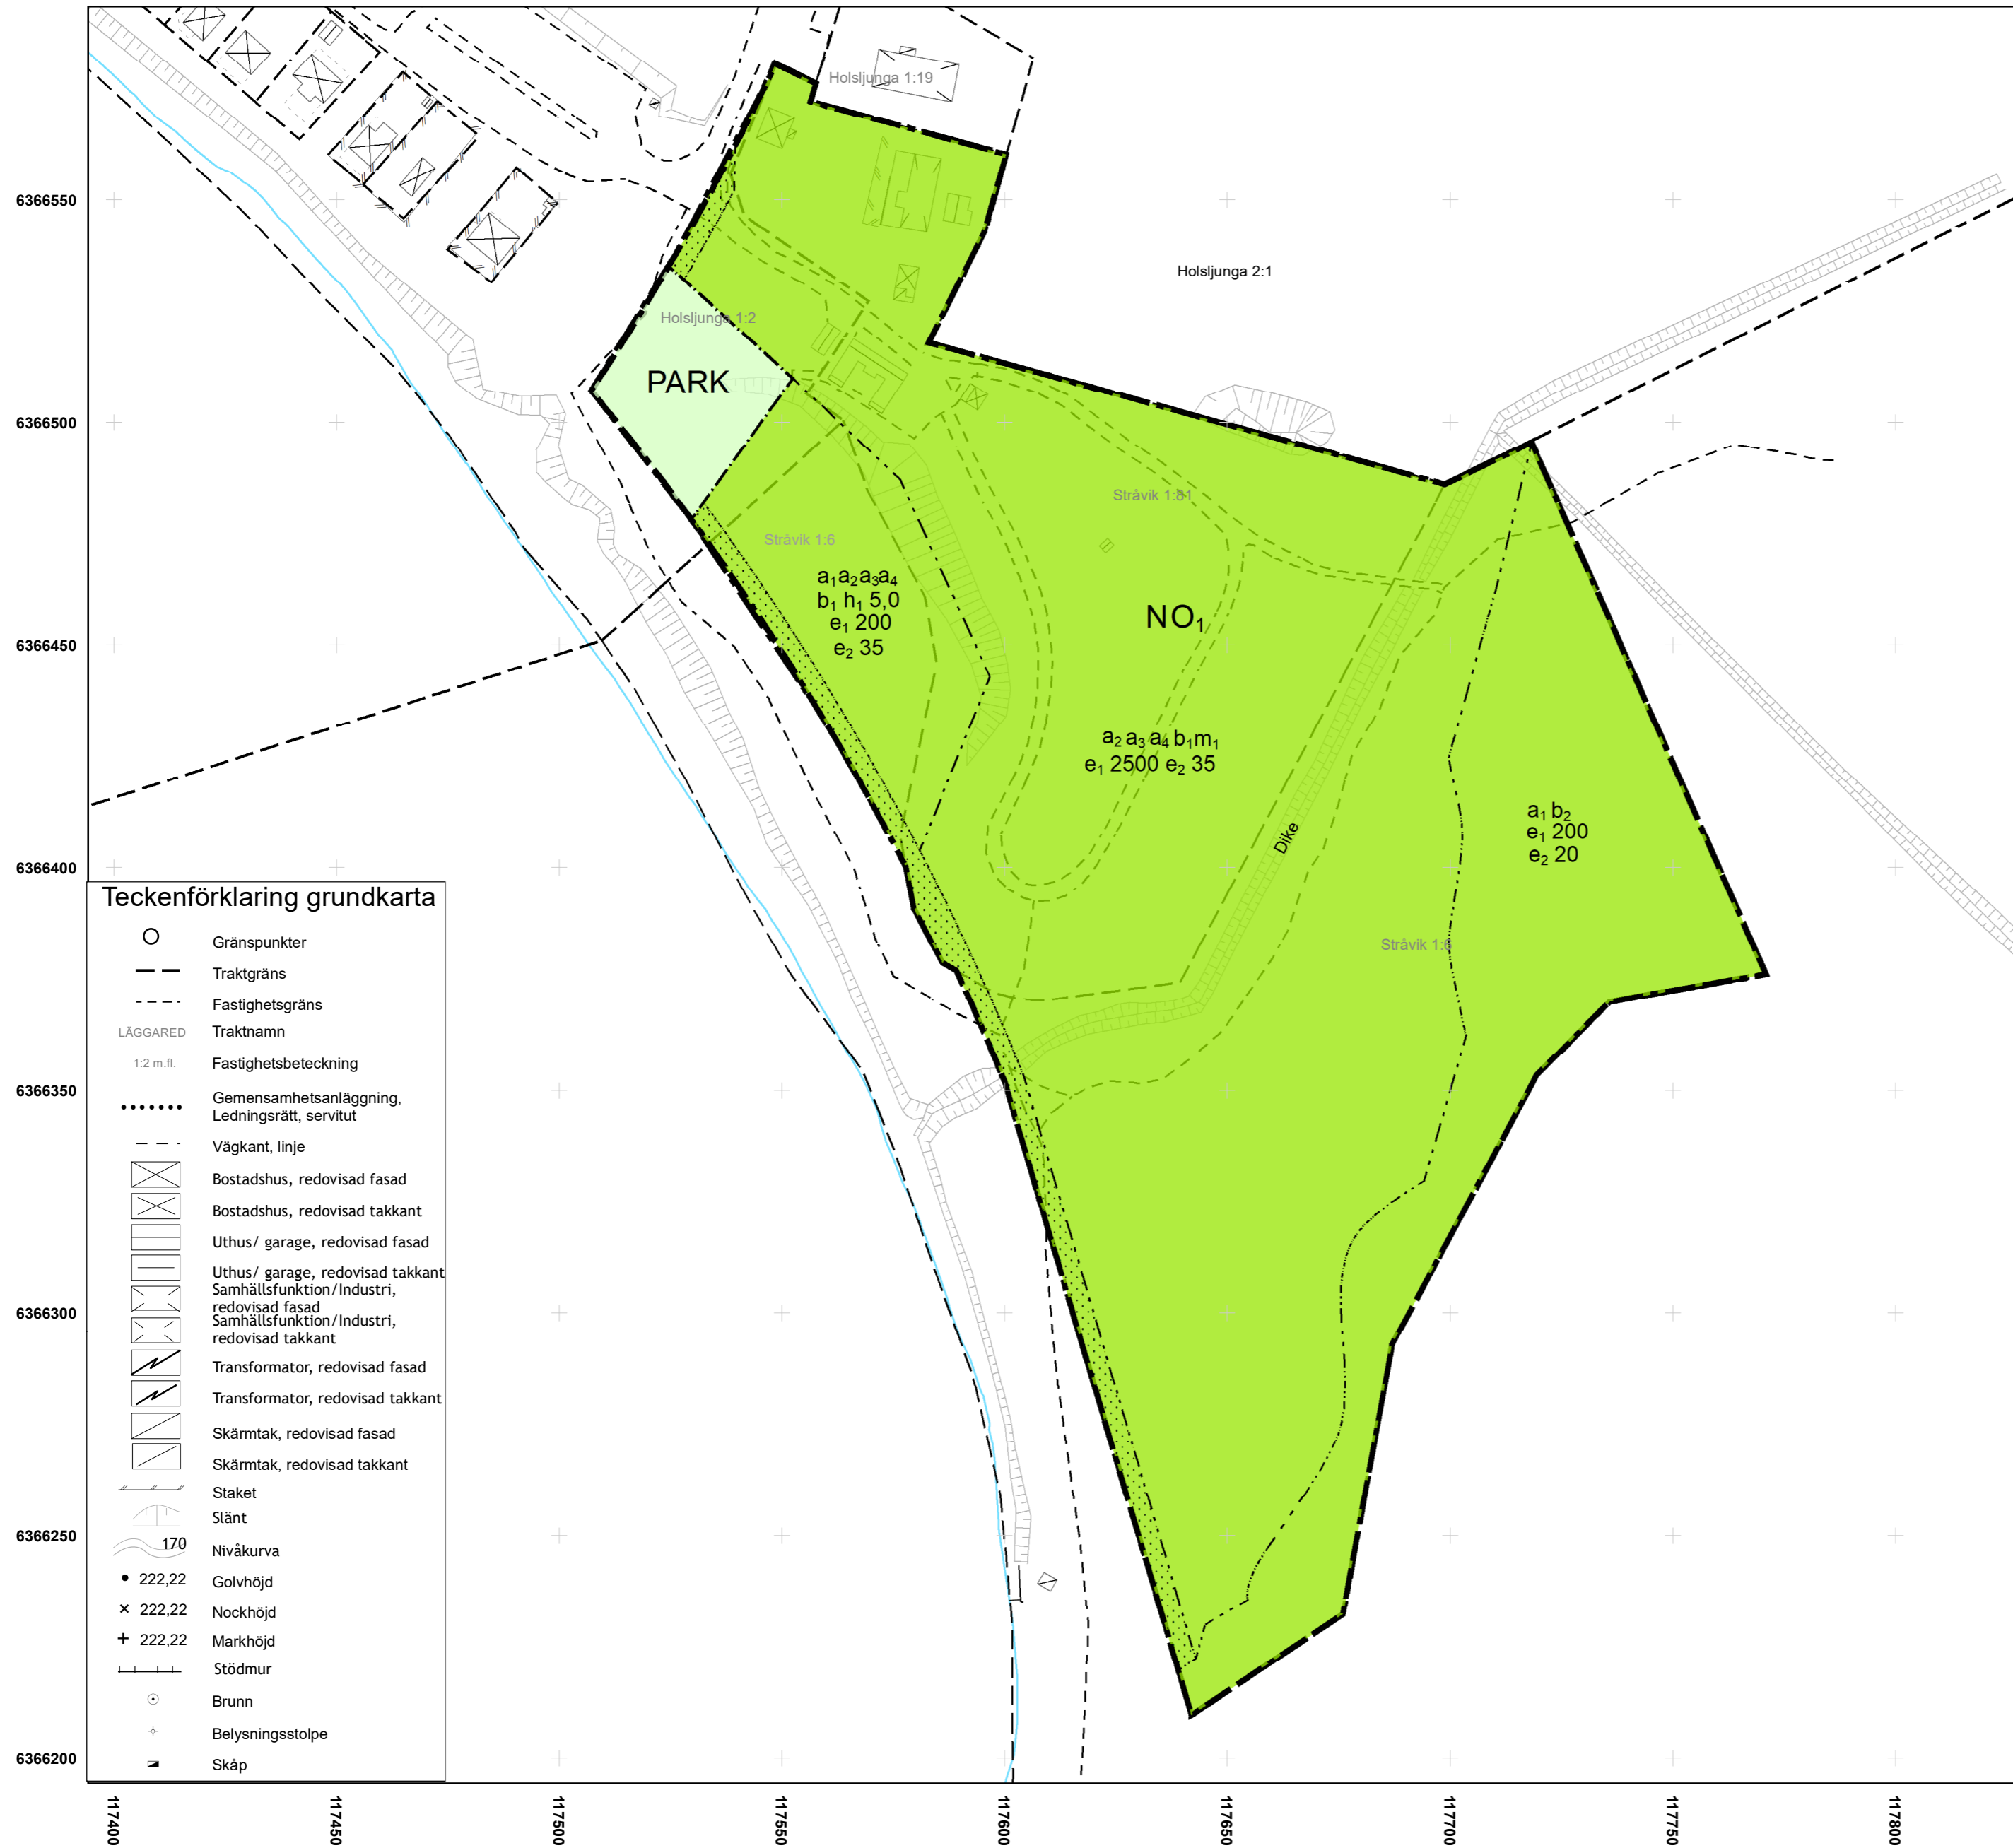 Holsljunga 1:19
6366550
Holsljunga 2:1
Holsljunga 1:2
PARK
6366500
Stråvik 1:81
Stråvik 1:6
a₁a₂a₃a₄
b₁ h₁ 5,0
e₁ 200
e₂ 35
NO₁
6366450
a₂ a₃ a₄ b₁m₁
e₁ 2500 e₂ 35
a₁ b₂
e₁ 200
e₂ 20
Dike
6366400
Stråvik 1:6
Teckenförklaring grundkarta
Gränspunkter
Traktgräns
Fastighetsgräns
LÄGGARED Traktnamn
1:2 m.fl. Fastighetsbeteckning
Gemensamhetsanläggning,
Ledningsrätt, servitut
Vägkant, linje
Bostadshus, redovisad fasad
Bostadshus, redovisad takkant
Uthus/ garage, redovisad fasad
Uthus/ garage, redovisad takkant
Samhällsfunktion/Industri,
redovisad fasad
Samhällsfunktion/Industri,
redovisad takkant
Transformator, redovisad fasad
Transformator, redovisad takkant
Skärmtak, redovisad fasad
Skärmtak, redovisad takkant
Staket
Slänt
170 Nivåkurva
222,22 Golvhöjd
222,22 Nockhöjd
222,22 Markhöjd
Stödmur
Brunn
Belysningsstolpe
Skåp
6366350
6366300
6366250
6366200
117400
117450
117500
117550
117600
117650
117700
117750
117800